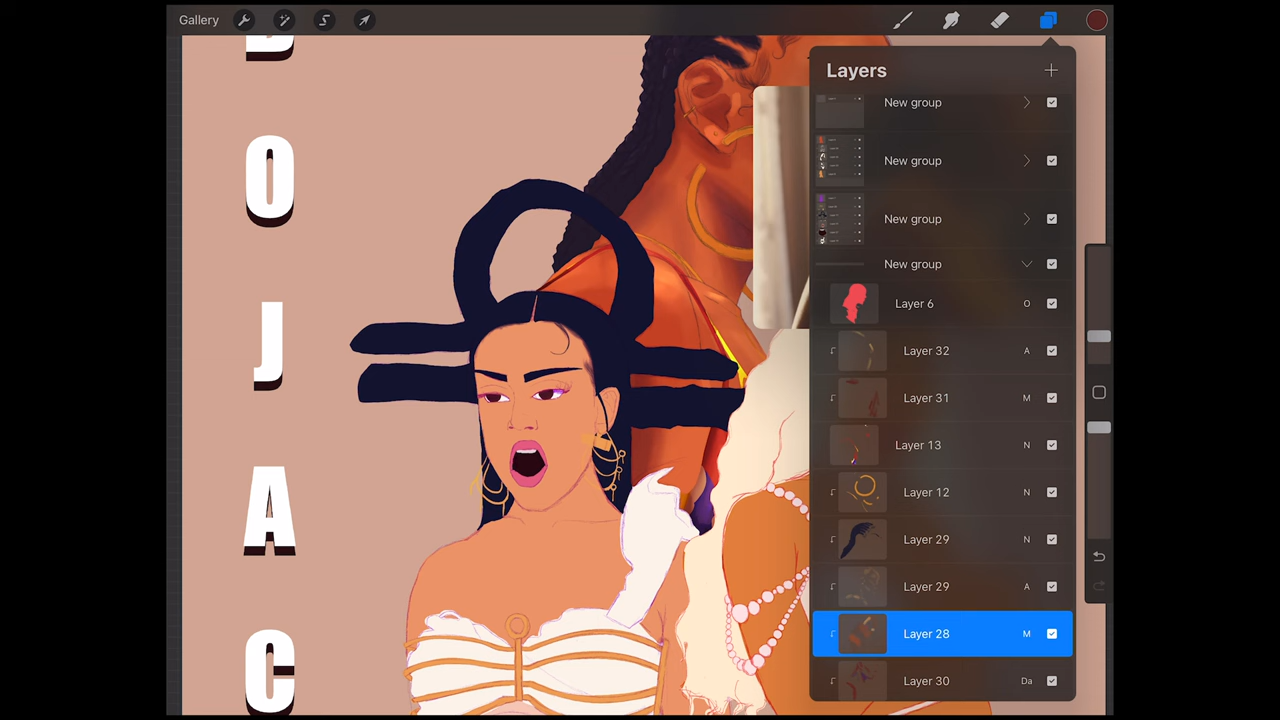 Gallery
Layers
New group
New group
New group
New group
Layer 6 O
Layer 32 A
Layer 31 M
Layer 13 N
Layer 12 N
Layer 29 N
Layer 29 A
Layer 28 M
Layer 30 Da
O
J
A
C